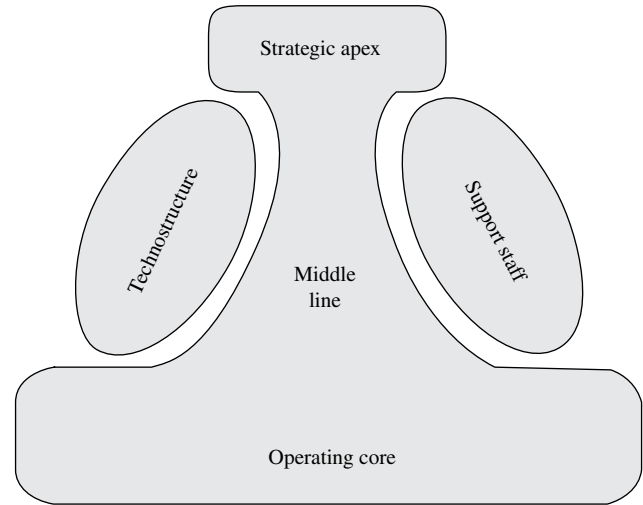 Strategic apex
Technostructure
Support staff
Middle
line
Operating core